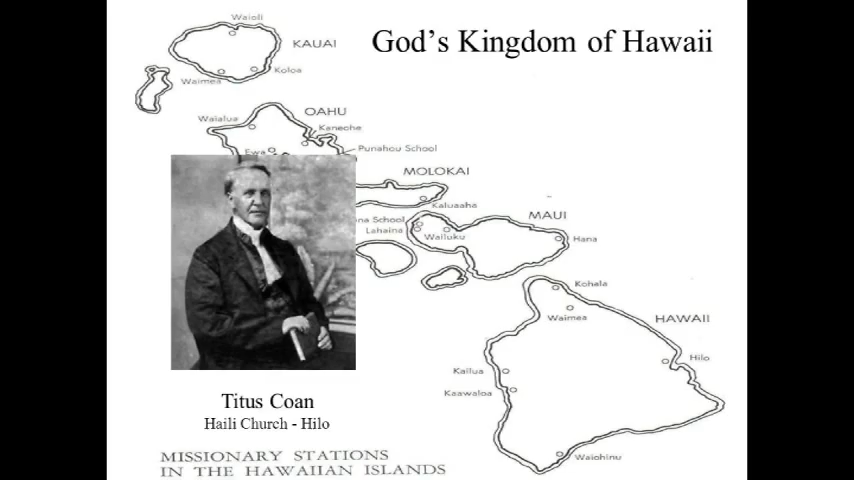 God's Kingdom of Hawaii
Waioli
KAUAI
Koloa
Waimea
OAHU
Waialua
Kaneohe
Ewa
Punahou School
MOLOKAI
Kaluaaha
na School
Lahaina
Wailuku
MAUI
Hana
Kohala
Waimea
HAWAII
Hilo
Kailua
Kaawaloa
Waiohinu
Titus Coan
Haili Church - Hilo
MISSIONARY STATIONS
IN THE HAWAIIAN ISLANDS